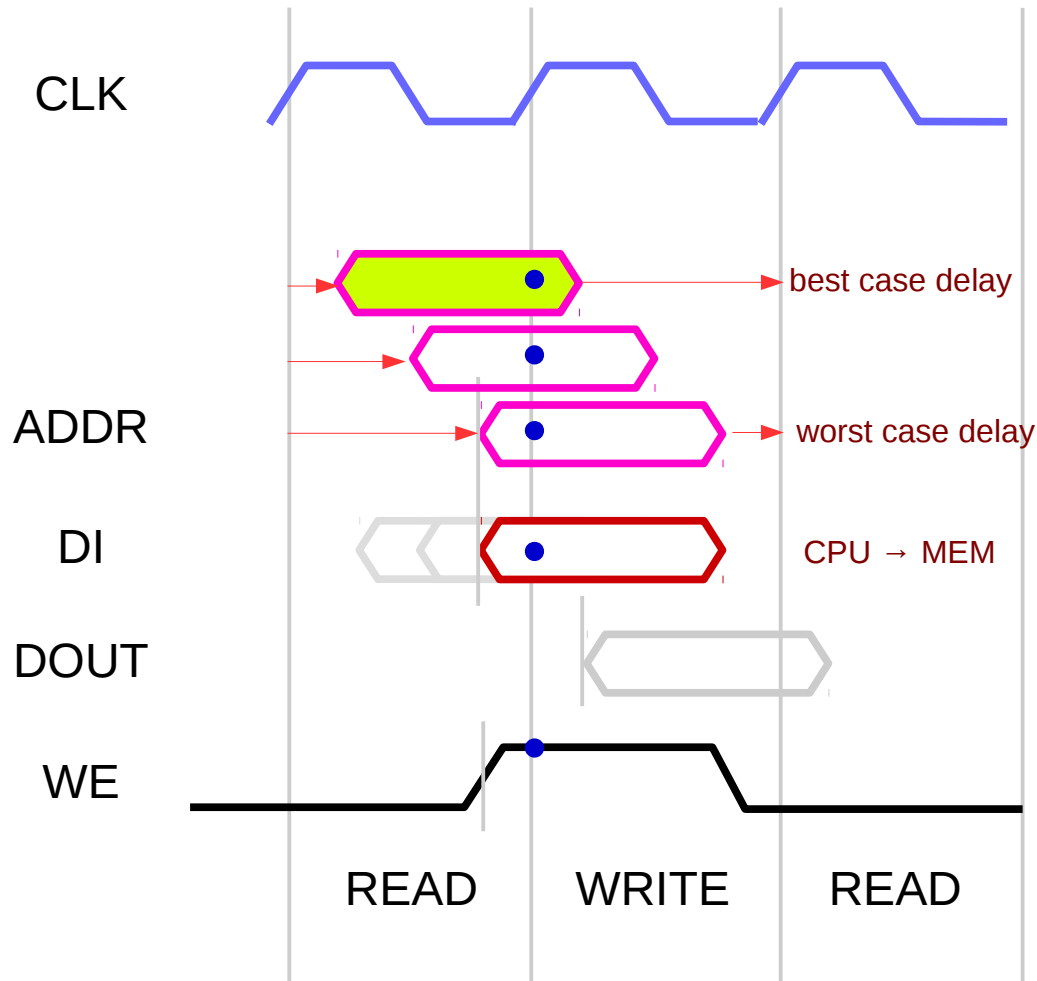 CLK
best case delay
ADDR
worst case delay
DI
CPU → MEM
DOUT
WE
READ WRITE READ